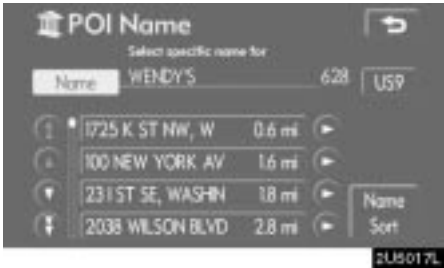 POI Name
Select specific name for
Name WENDY'S 628 US9
1725 K ST NW, W 0.6 mi
100 NEW YORK AV 1.6 mi
231 ST SE, WASHIN 1.8 mi
2038 WILSON BLVD 2.8 mi
Name
Sort
2U5017L